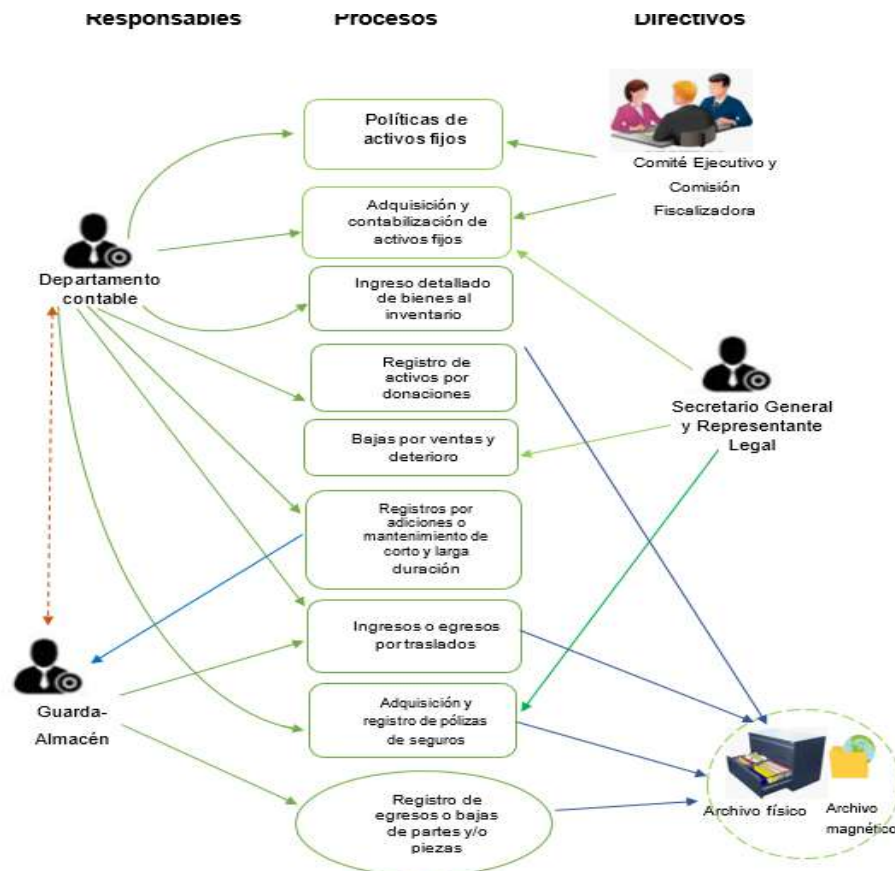 Responsables Procesos Directivos
Políticas de
activos fijos
Comité Ejecutivo y
Comisión
Fiscalizadora
Adquisición y
contabilización de
activos fijos
Departamento
contable
Ingreso detallado
de bienes al
inventario
Registro de
activos por
donaciones
Secretario General
y Representante
Legal
Bajas por ventas y
deterioro
Registros por
adiciones o
mantenimiento de
corto y larga
duración
Ingresos o egresos
por traslados
Guarda-
Almacén
Adquisición y
registro de pólizas
de seguros
Registro de
egresos o bajas
de partes y/o
piezas
Archivo físico
Archivo
magnético